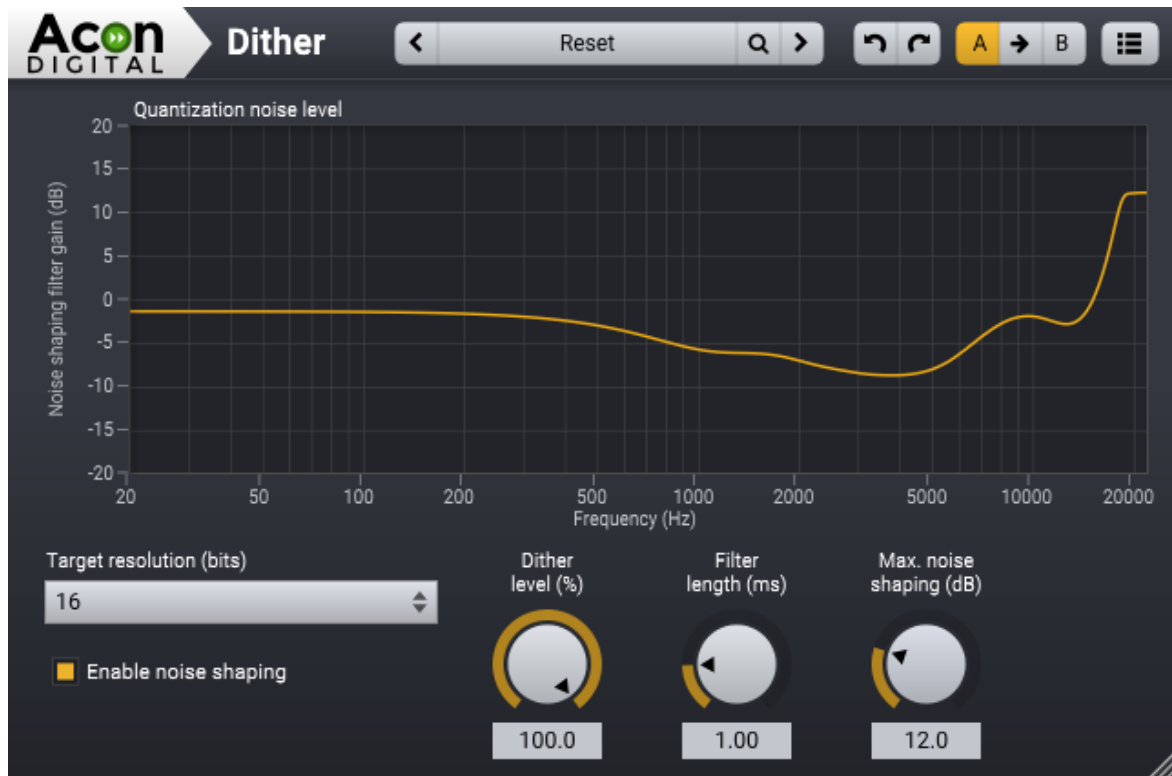 Acon
DIGITAL
Dither
Reset
A
B
Quantization noise level
Noise shaping filter gain (dB)
20
15
10
5
0
-5
-10
-15
-20
20 50 100 200 500 1000 2000 5000 10000 20000
Frequency (Hz)
Target resolution (bits)
16
Enable noise shaping
Dither
level (%)
100.0
Filter
length (ms)
1.00
Max. noise
shaping (dB)
12.0